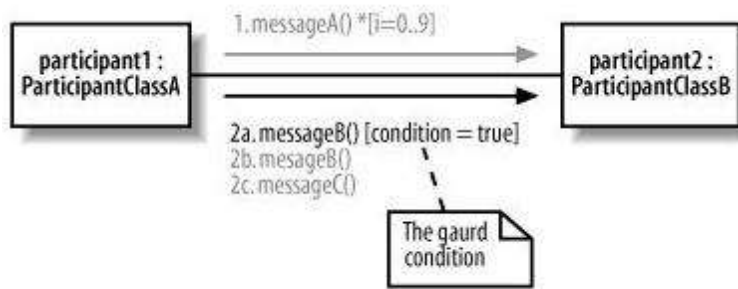 1. messageA() *[i=0..9]
participant1 :
ParticipantClassA
participant2 :
ParticipantClassB
2a. messageB() [condition = true]
2b. mesageB()
2c. messageC()
The gaurd
condition